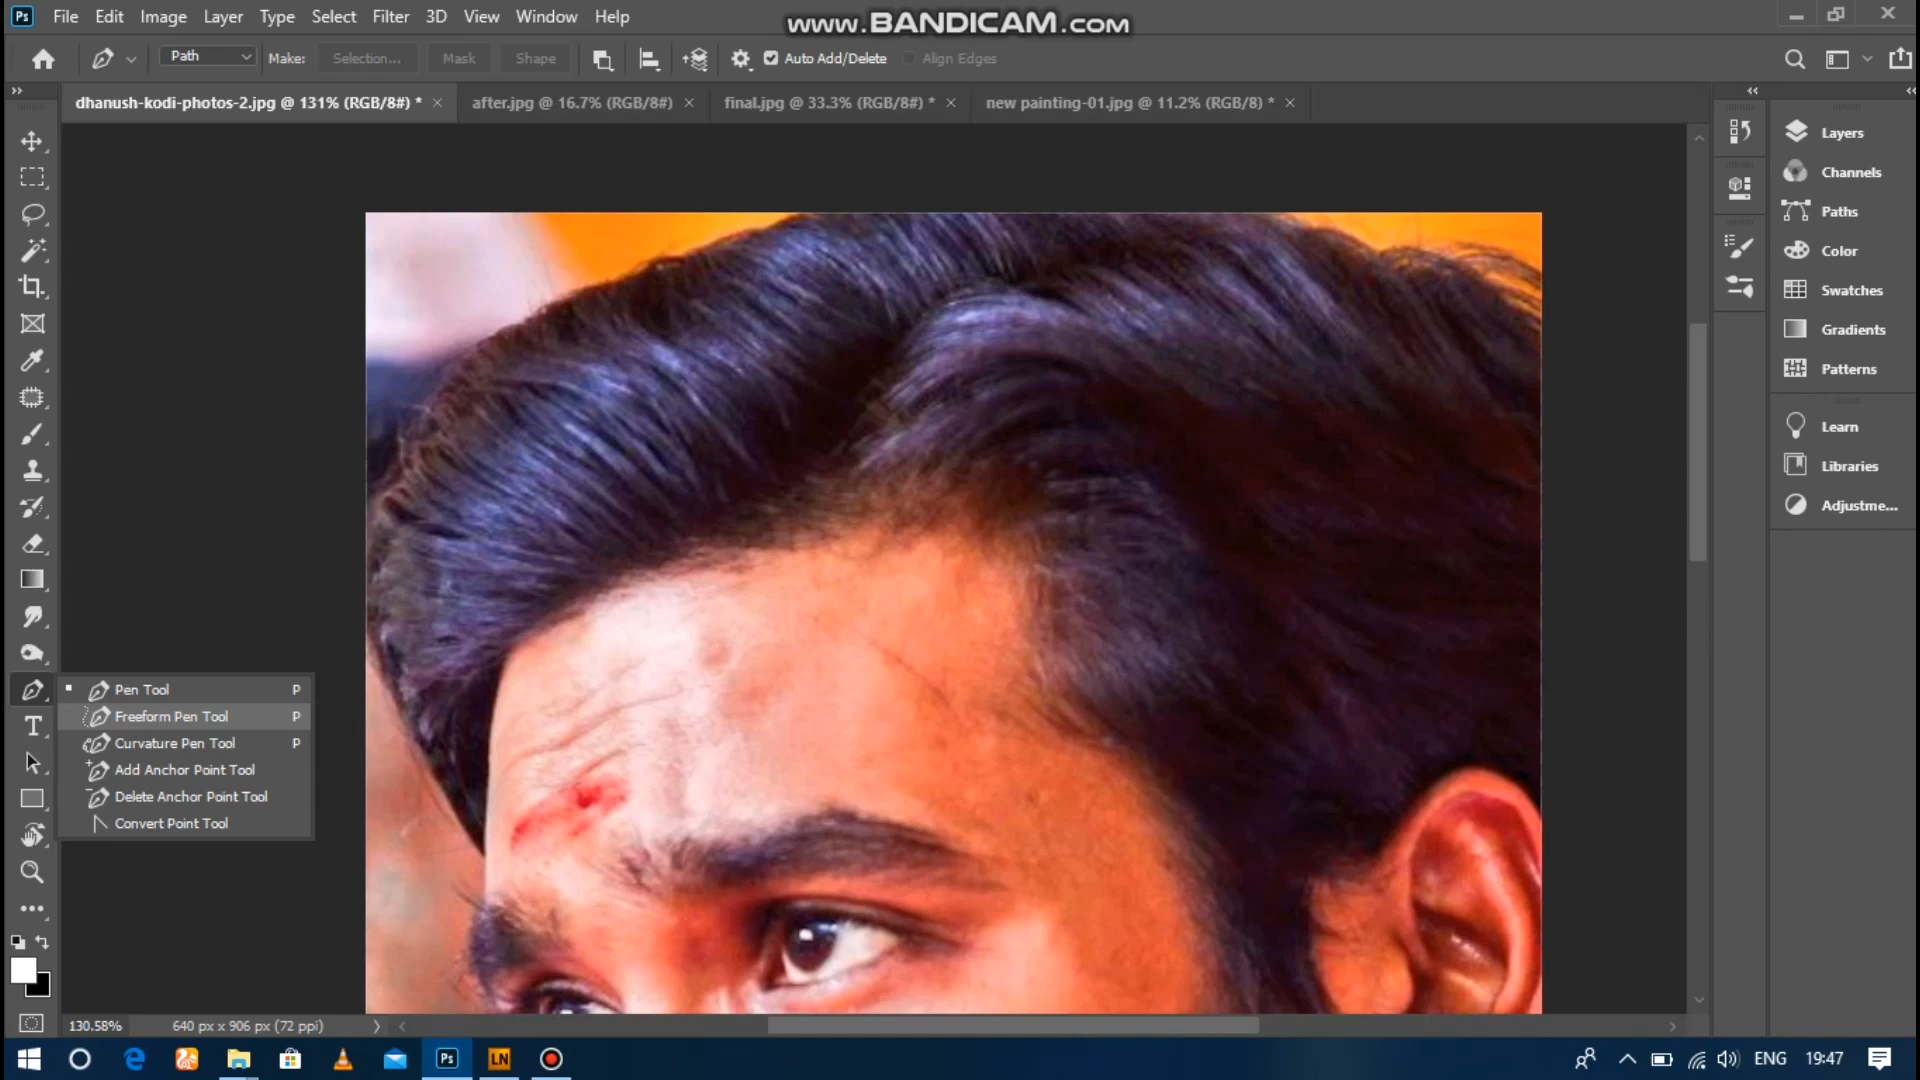 www.BANDICAM.com
Ps File Edit Image Layer Type Select Filter 3D View Window Help
Path Make: Selection... Mask Shape Auto Add/Delete Align Edges
dhanush-kodi-photos-2.jpg @ 131% (RGB/8#) * after.jpg @ 16.7% (RGB/8#) final.jpg @ 33.3% (RGB/8#) * new painting-01.jpg @ 11.2% (RGB/8) *
Layers
Channels
Paths
Color
Swatches
Gradients
Patterns
Learn
Libraries
Adjustme...
Pen Tool P
Freeform Pen Tool P
Curvature Pen Tool P
Add Anchor Point Tool
Delete Anchor Point Tool
Convert Point Tool
130.58% 640 px x 906 px (72 ppi)
Ps LN ENG 19:47